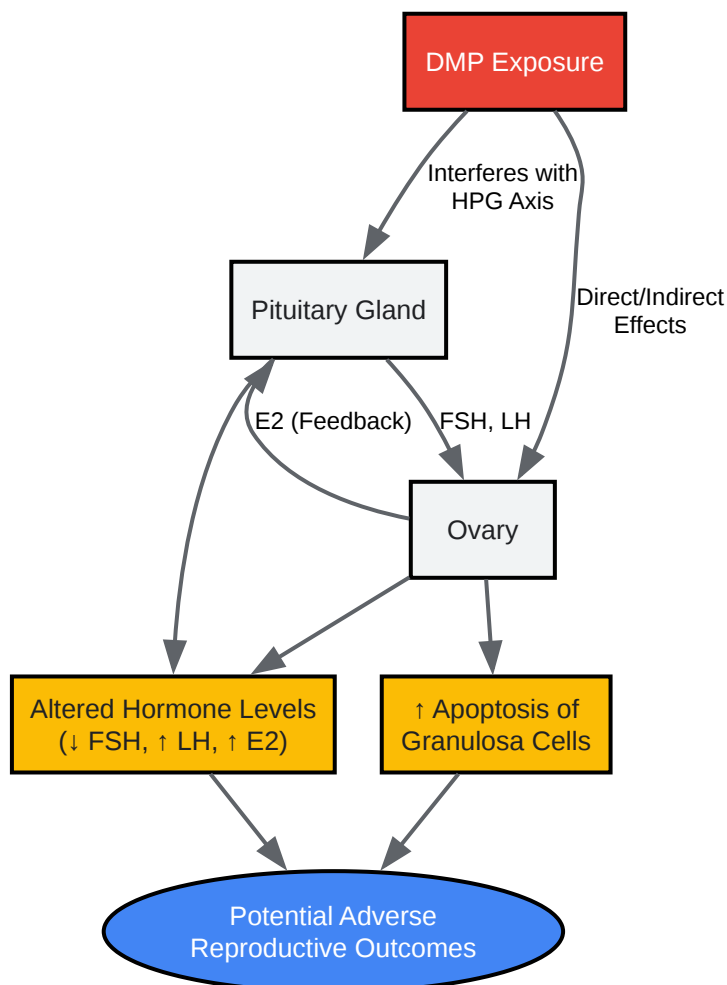 DMP Exposure
Interferes with
HPG Axis
Pituitary Gland
Direct/Indirect
Effects
E2 (Feedback)
FSH, LH
Ovary
Altered Hormone Levels
(↓ FSH, ↑ LH, ↑ E2)
↑ Apoptosis of
Granulosa Cells
Potential Adverse
Reproductive Outcomes